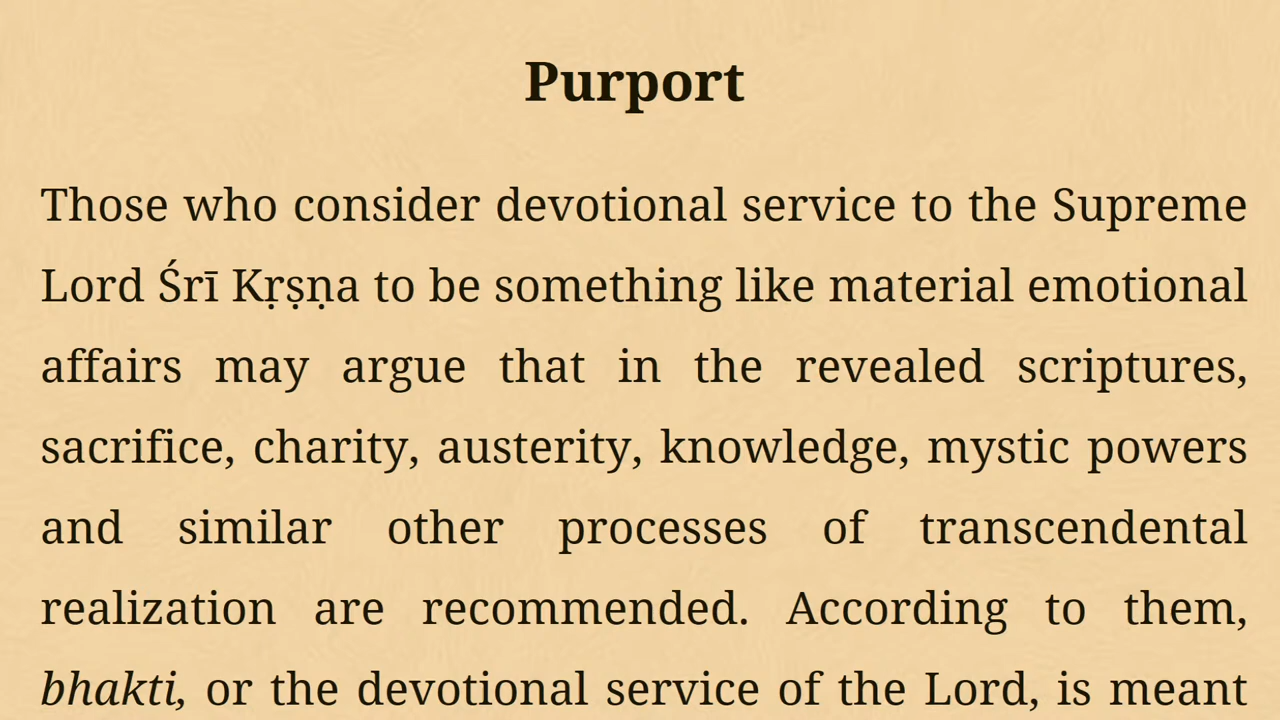 Purport
Those who consider devotional service to the Supreme
Lord Śrī Kṛṣṇa to be something like material emotional
affairs may argue that in the revealed scriptures,
sacrifice, charity, austerity, knowledge, mystic powers
and similar other processes of transcendental
realization are recommended. According to them,
bhakti, or the devotional service of the Lord, is meant